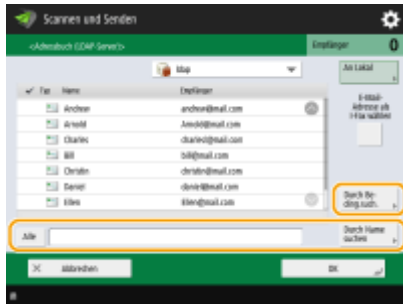 Scannen und Senden
<Adressbuch (LDAP-Server)>
Empfänger 0
ldap
An Lokal
Typ Name Empfänger
E-Mail-
Adresse als
I-Fax wählen
Andrew andrew@mail.com
Arnold Arnold@mail.com
Charles charles@mail.com
Bill bill@mail.com
Christin christin@mail.com
Daniel daniel@mail.com
Ellen Ellen@mail.com
Durch Be-
ding.such.
Alle
Durch Name
suchen
Abbrechen
OK